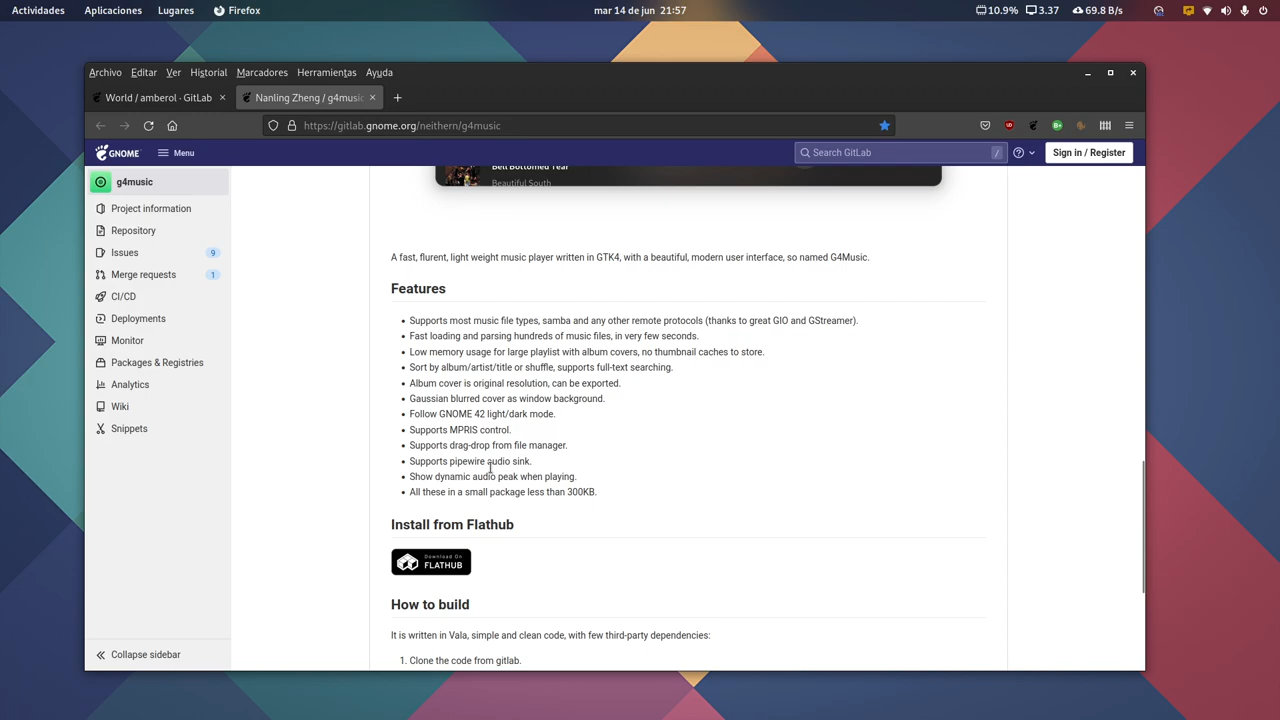 Actividades Aplicaciones Lugares Firefox mar 14 de jun 21:57 10.9% 3.37 69.8 B/s
Archivo Editar Ver Historial Marcadores Herramientas Ayuda
World / amberol · GitLab Nanling Zheng / g4music
https://gitlab.gnome.org/neithern/g4music
GNOME Menu Search GitLab / Sign in / Register
g4music
Project information
Repository
Issues 9
Merge requests 1
CI/CD
Deployments
Monitor
Packages & Registries
Analytics
Wiki
Snippets
Collapse sidebar
Bell Bottomed Tear
Beautiful South
A fast, flurent, light weight music player written in GTK4, with a beautiful, modern user interface, so named G4Music.
Features
• Supports most music file types, samba and any other remote protocols (thanks to great GIO and GStreamer).
• Fast loading and parsing hundreds of music files, in very few seconds.
• Low memory usage for large playlist with album covers, no thumbnail caches to store.
• Sort by album/artist/title or shuffle, supports full-text searching.
• Album cover is original resolution, can be exported.
• Gaussian blurred cover as window background.
• Follow GNOME 42 light/dark mode.
• Supports MPRIS control.
• Supports drag-drop from file manager.
• Supports pipewire audio sink.
• Show dynamic audio peak when playing.
• All these in a small package less than 300KB.
Install from Flathub
Download On
FLATHUB
How to build
It is written in Vala, simple and clean code, with few third-party dependencies:
1. Clone the code from gitlab.